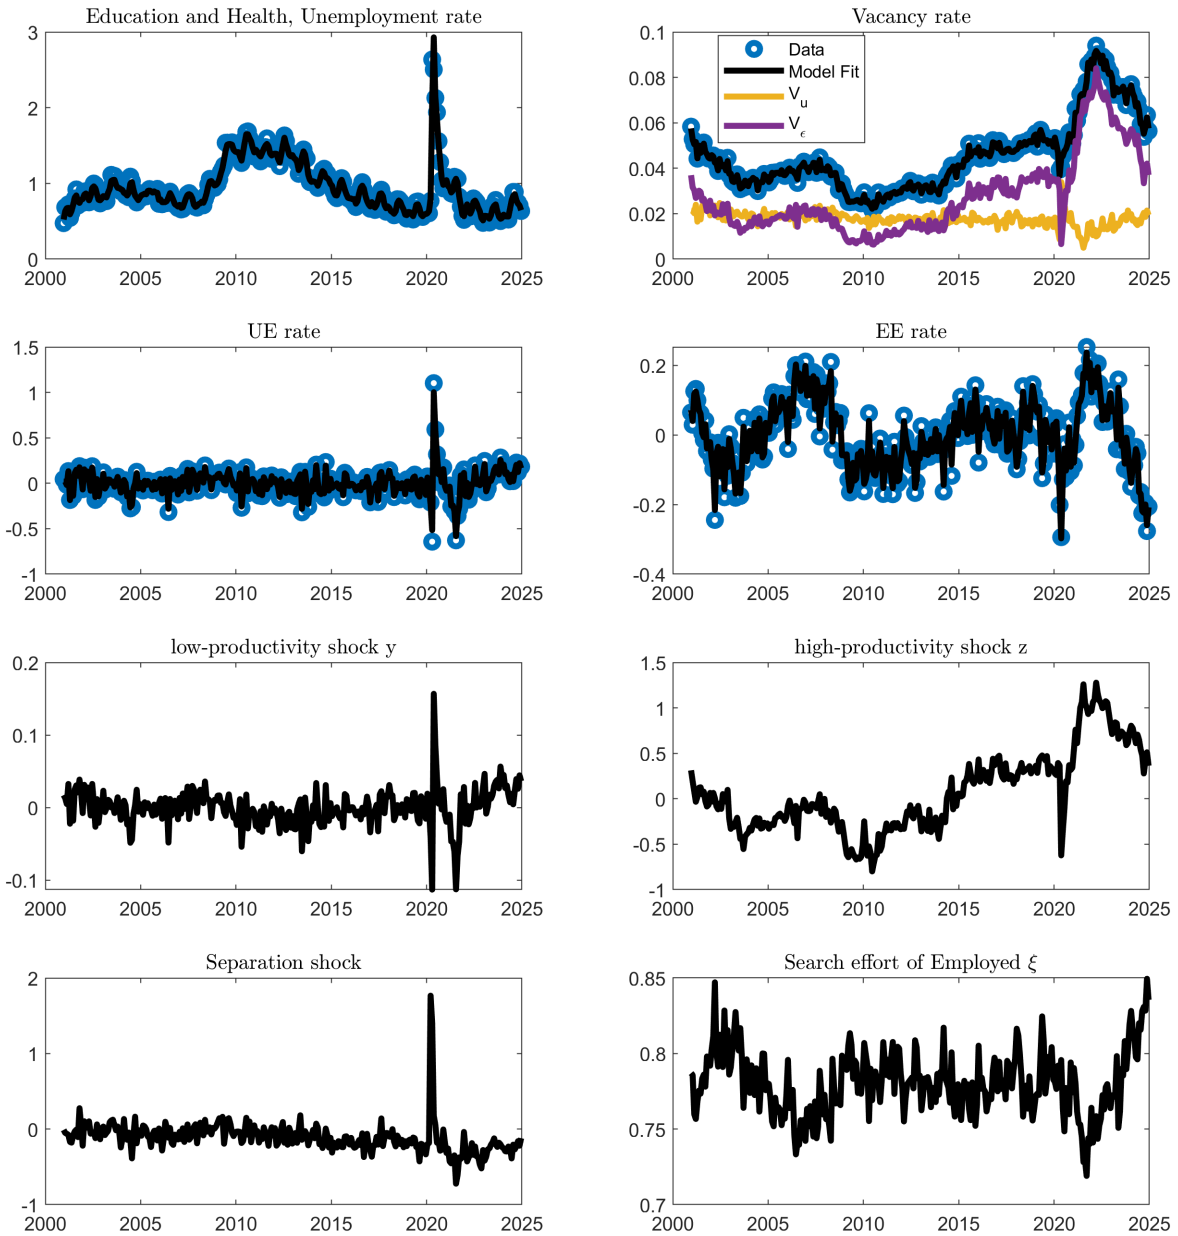 Education and Health, Unemployment rate
3
2
1
0
2000 2005 2010 2015 2020 2025
Vacancy rate
0.1
0.08
0.06
0.04
0.02
0
2000 2005 2010 2015 2020 2025
Data
Model Fit
V_u
V_ϵ
UE rate
1.5
1
0.5
0
-0.5
-1
2000 2005 2010 2015 2020 2025
EE rate
0.2
0
-0.2
-0.4
2000 2005 2010 2015 2020 2025
low-productivity shock y
0.2
0.1
0
-0.1
2000 2005 2010 2015 2020 2025
high-productivity shock z
1.5
1
0.5
0
-0.5
-1
2000 2005 2010 2015 2020 2025
Separation shock
2
1
0
-1
2000 2005 2010 2015 2020 2025
Search effort of Employed ξ
0.85
0.8
0.75
0.7
2000 2005 2010 2015 2020 2025